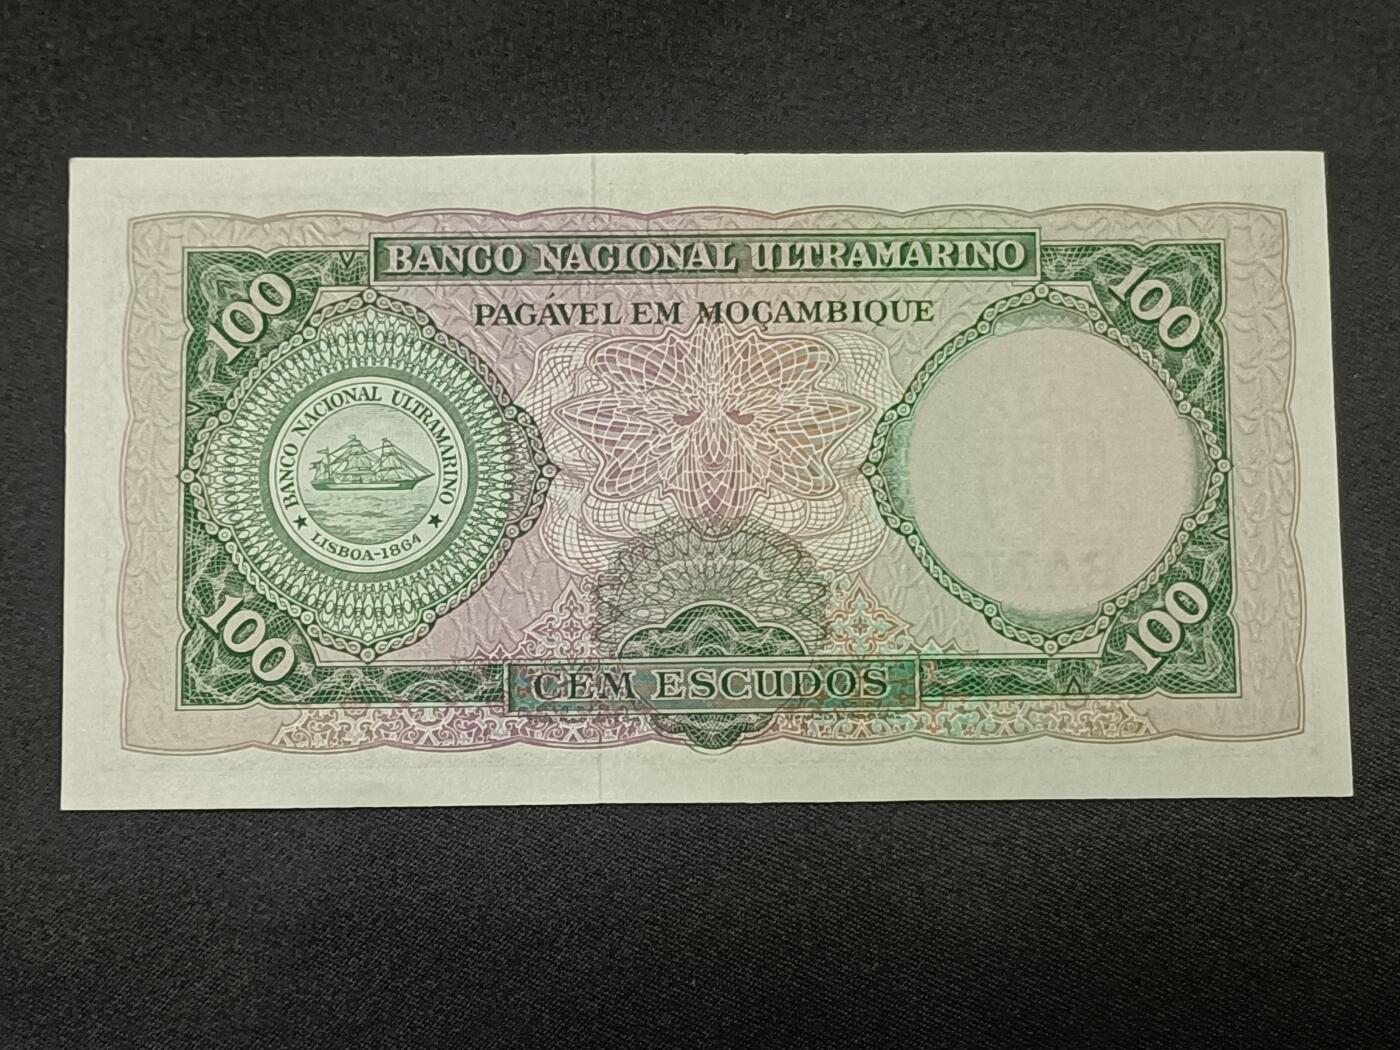 BANCO NACIONAL ULTRAMARINO
PAGÁVEL EM MOÇAMBIQUE
100
100
BANCO NACIONAL ULTRAMARINO
LISBOA-1864
100
100
CEM ESCUDOS